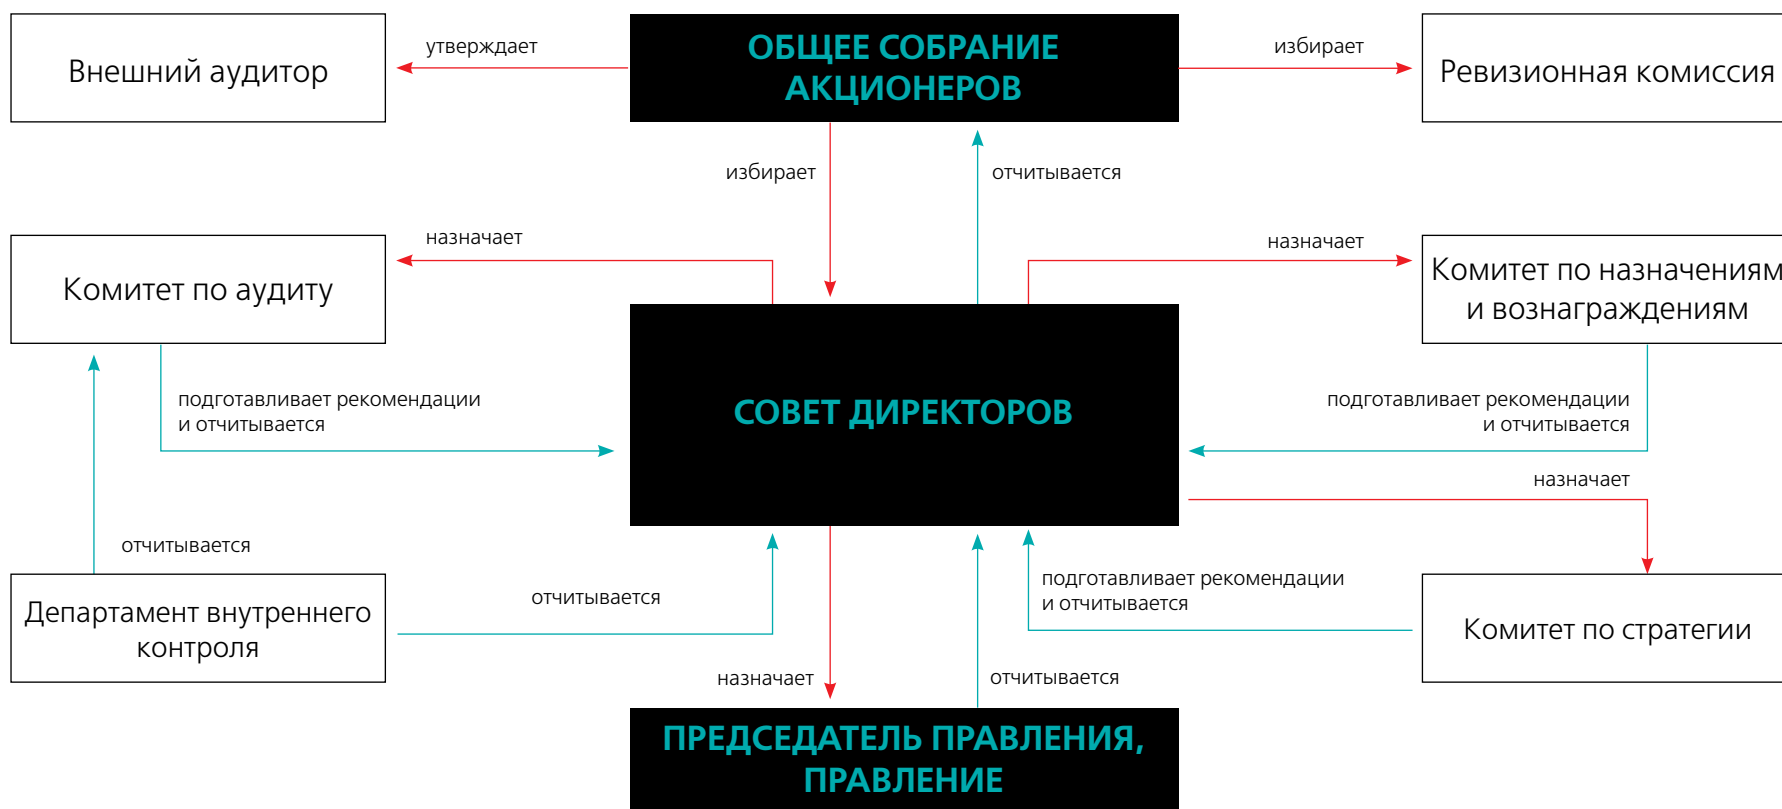 Внешний аудитор
утверждает
ОБЩЕЕ СОБРАНИЕ
АКЦИОНЕРОВ
избирает
Ревизионная комиссия
избирает
отчитывается
Комитет по аудиту
назначает
назначает
Комитет по назначениям
и вознаграждениям
подготавливает рекомендации
и отчитывается
СОВЕТ ДИРЕКТОРОВ
подготавливает рекомендации
и отчитывается
назначает
отчитывается
Департамент внутреннего
контроля
отчитывается
подготавливает рекомендации
и отчитывается
Комитет по стратегии
назначает
отчитывается
ПРЕДСЕДАТЕЛЬ ПРАВЛЕНИЯ,
ПРАВЛЕНИЕ